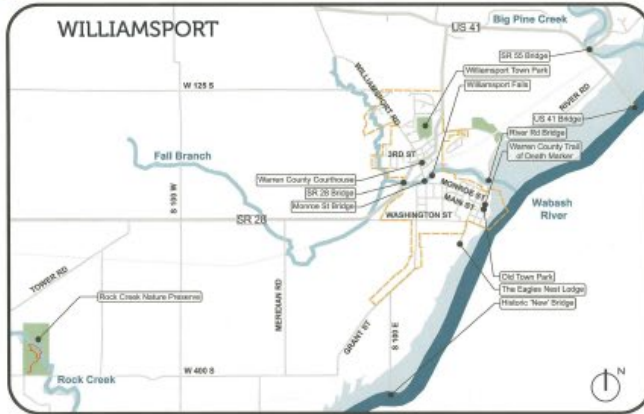 WILLIAMSPORT
Big Pine Creek
US 41
SR 55 Bridge
WILLIAMSPORT RD
Williamsport Town Park
Williamsport Falls
W 125 S
RIVER RD
US 41 Bridge
River Rd Bridge
Warren County Trail
of Death Marker
3RD ST
Fall Branch
Warren County Courthouse
SR 28 Bridge
Monroe St Bridge
MONROE ST
MAIN ST
Wabash
River
S 100 W
SR 28
WASHINGTON ST
TOWER RD
Old Town Park
The Eagles Nest Lodge
Historic 'New' Bridge
Rock Creek Nature Preserve
MERIDIAN RD
GRANT ST
S 100 E
W 400 S
Rock Creek
N